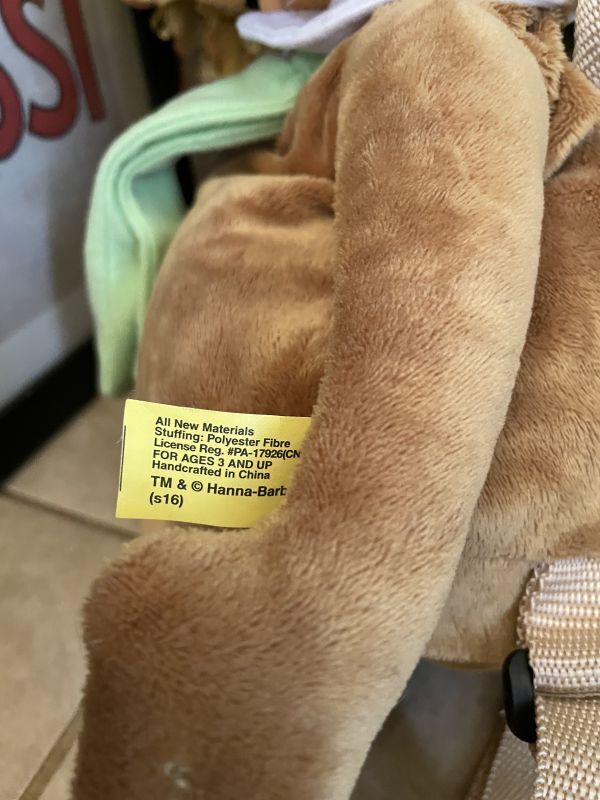 SSI
All New Materials
Stuffing: Polyester Fibre
License Reg. #PA-17926(CN
FOR AGES 3 AND UP
Handcrafted in China
TM & © Hanna-Barb
(s16)